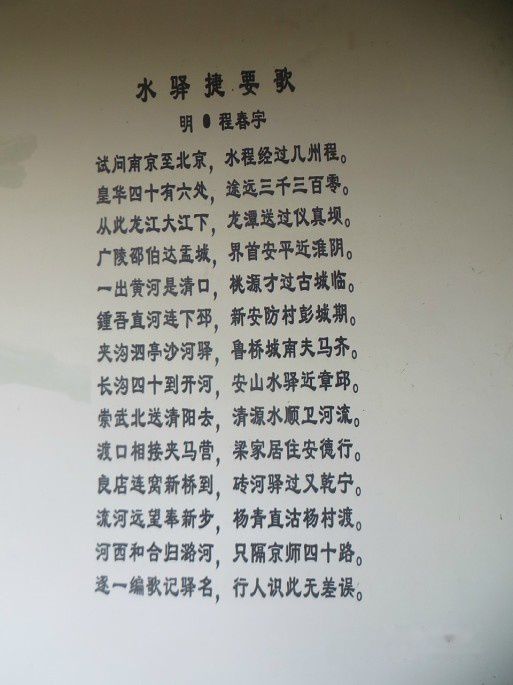 水驿捷要歌
明●程春宇
试问南京至北京，水程经过几州程。
皇华四十有六处，途远三千三百零。
从此龙江大江下，龙潭送过仪真坝。
广陵邵伯达盂城，界首安平近淮阴。
一出黄河是清口，桃源才过古城临。
鍾吾直河连下邳，新安防村彭城期。
夹沟泗亭沙河驿，鲁桥城南夫马齐。
长沟四十到开河，安山水驿近章邱。
崇武北送清阳去，清源水顺卫河流。
渡口相接夹马营，梁家居住安德行。
良店连窝新桥到，砖河驿过又乾宁。
流河远望奉新步，杨青直沽杨村渡。
河西和合归潞河，只隔京师四十路。
逐一编歌记驿名，行人识此无差误。